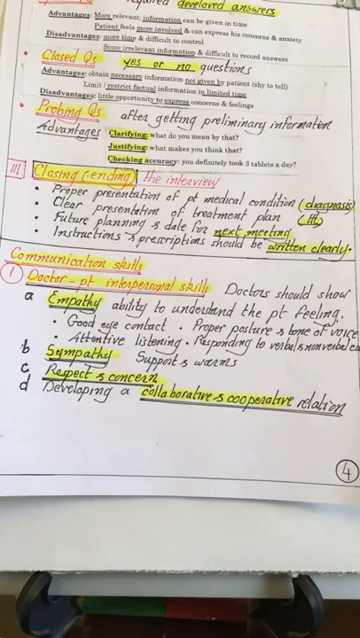 required develored answers
Advantages: More relevant; information can be given in time
Patient feels more involved & can express his concerns & anxiety
Disadvantages: more time & difficult to control
Some irrelevant information & difficult to record answers
• Closed Qs yes or no questions
Advantages: obtain necessary information not given by patient (shy to tell)
Limit / restrict factual information in limited time
Disadvantages: little opportunity to express concerns & feelings
• Probing Qs after getting preliminary information
Advantages Clarifying: what do you mean by that?
Justifying: what makes you think that?
Checking accuracy: you definitely took 3 tablets a day?
III Closing (ending) the interview
• Proper presentation of pt medical condition (diagnosis)
• Clear presentation of treatment plan (ttt)
• Future planning & date for next meeting
• Instructions & prescriptions should be written clearly.
Communication skills
① Doctor-pt interpersonal skills Doctors should show
a Empathy ability to understand the pt feeling.
• Good eye contact • Proper posture & tone of voice
• Attentive listening • Responding to verbal & nonverbal cu
b Sympathy Support & warms
c Respect & concern
d Developing a collaborative & cooperative relation
4